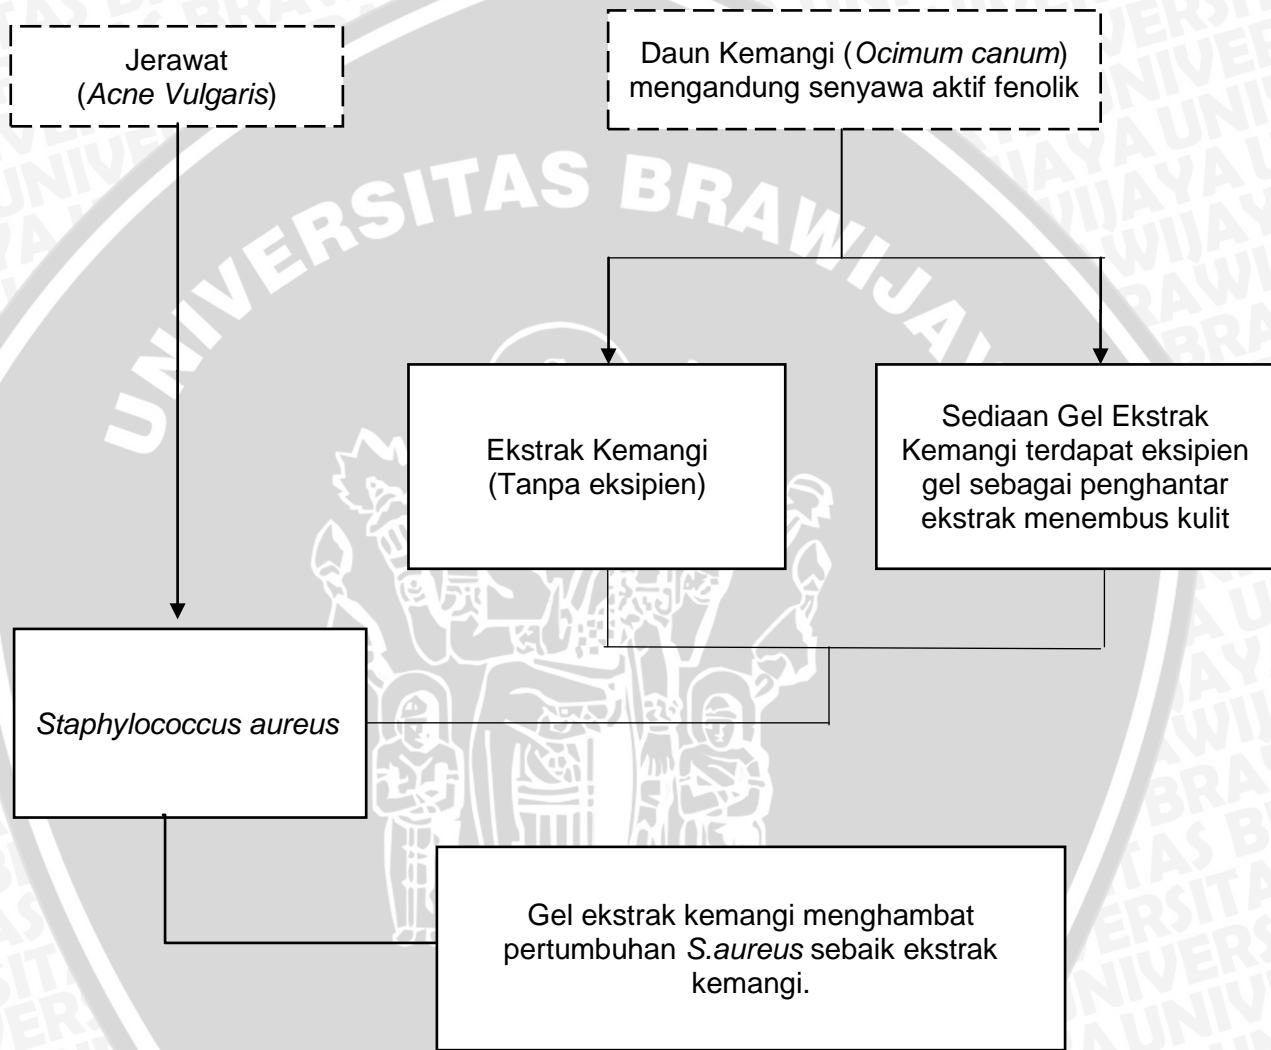 Jerawat
(Acne Vulgaris)
Daun Kemangi (Ocimum canum)
mengandung senyawa aktif fenolik
UNIVERSITAS BRAWIJAYA
Ekstrak Kemangi
(Tanpa eksipien)
Sediaan Gel Ekstrak
Kemangi terdapat eksipien
gel sebagai penghantar
ekstrak menembus kulit
Staphylococcus aureus
Gel ekstrak kemangi menghambat
pertumbuhan S.aureus sebaik ekstrak
kemangi.